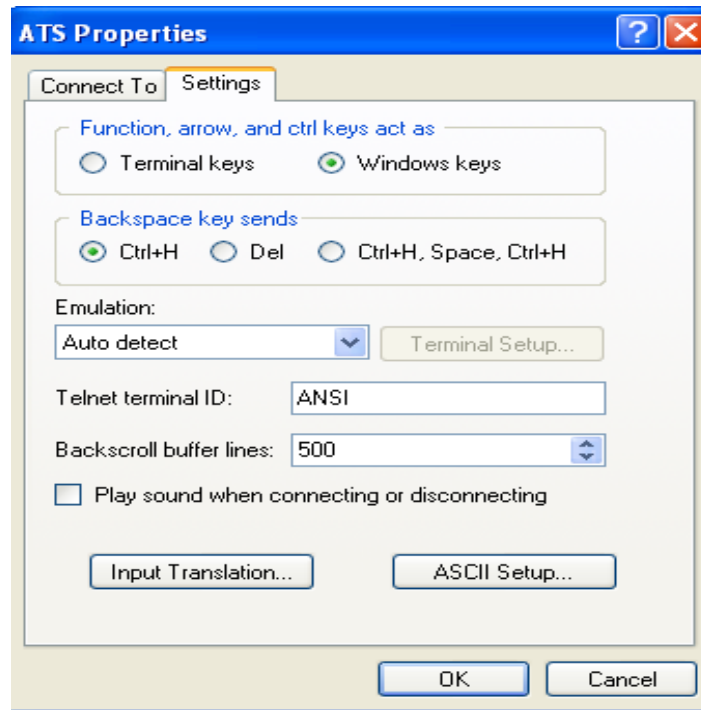 ATS Properties
Connect To Settings
Function, arrow, and ctrl keys act as
Terminal keys Windows keys
Backspace key sends
Ctrl+H Del Ctrl+H, Space, Ctrl+H
Emulation:
Auto detect Terminal Setup...
Telnet terminal ID: ANSI
Backscroll buffer lines: 500
Play sound when connecting or disconnecting
Input Translation... ASCII Setup...
OK Cancel